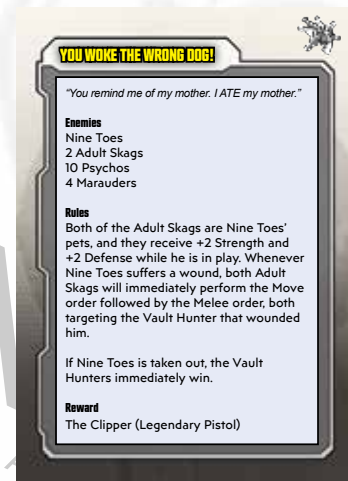 YOU WOKE THE WRONG DOG!
“You remind me of my mother. I ATE my mother.”
Enemies
Nine Toes
2 Adult Skags
10 Psychos
4 Marauders
Rules
Both of the Adult Skags are Nine Toes’
pets, and they receive +2 Strength and
+2 Defense while he is in play. Whenever
Nine Toes suffers a wound, both Adult
Skags will immediately perform the Move
order followed by the Melee order, both
targeting the Vault Hunter that wounded
him.
If Nine Toes is taken out, the Vault
Hunters immediately win.
Reward
The Clipper (Legendary Pistol)